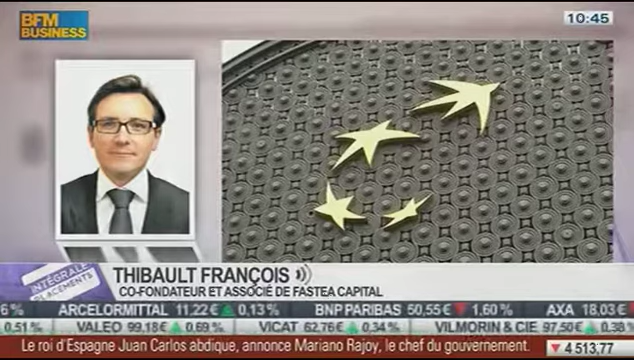 BFM
BUSINESS
10:45
THIBAULT FRANÇOIS
CO-FONDATEUR ET ASSOCIÉ DE FASTEA CAPITAL
INTÉGRALE
PLACEMENTS
6 % ARCELORMITTAL 11,22€ 0,13 % BNP PARIBAS 50,55€ 1,60 % AXA 18,03€
0,51 % VALEO 99,18€ 0,69 % VICAT 62,76€ 0,34 % VILMORIN & CIE 97,50€ 0,38 %
Le roi d'Espagne Juan Carlos abdique, annonce Mariano Rajoy, le chef du gouvernement. 4 513,77